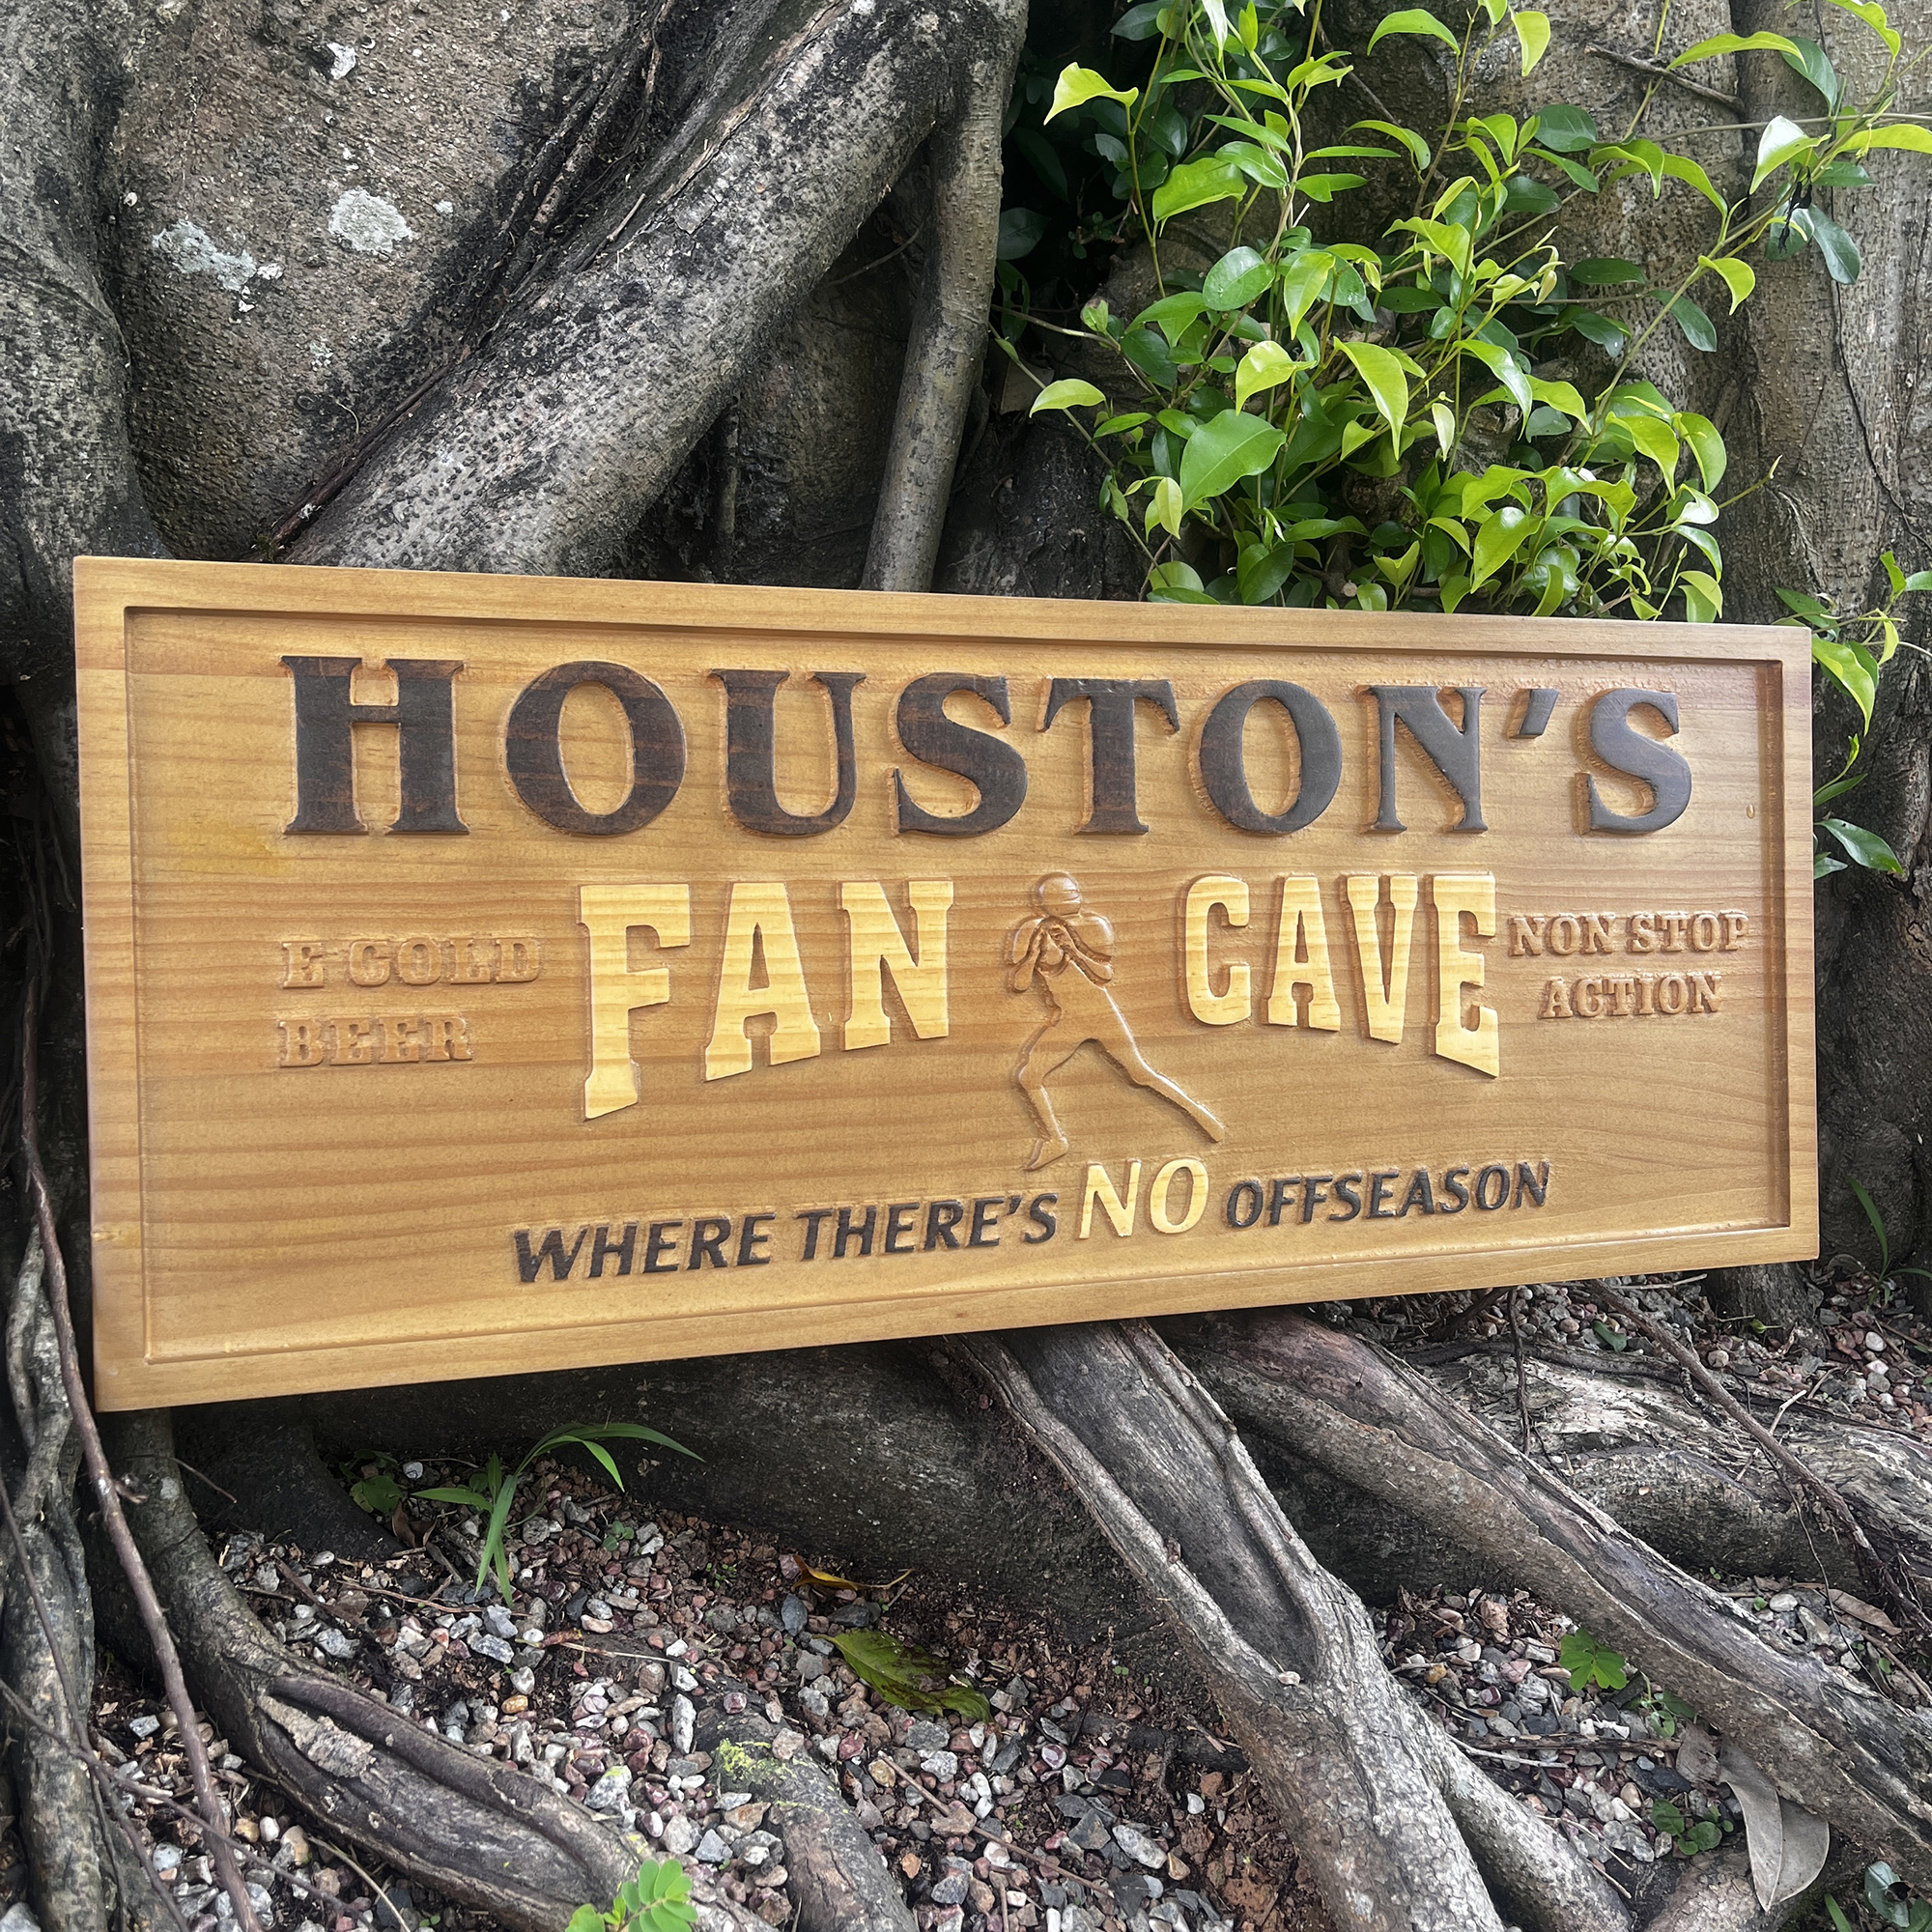 HOUSTON'S
E COLD
BEER
FAN CAVE
NON STOP
ACTION
WHERE THERE'S NO OFFSEASON